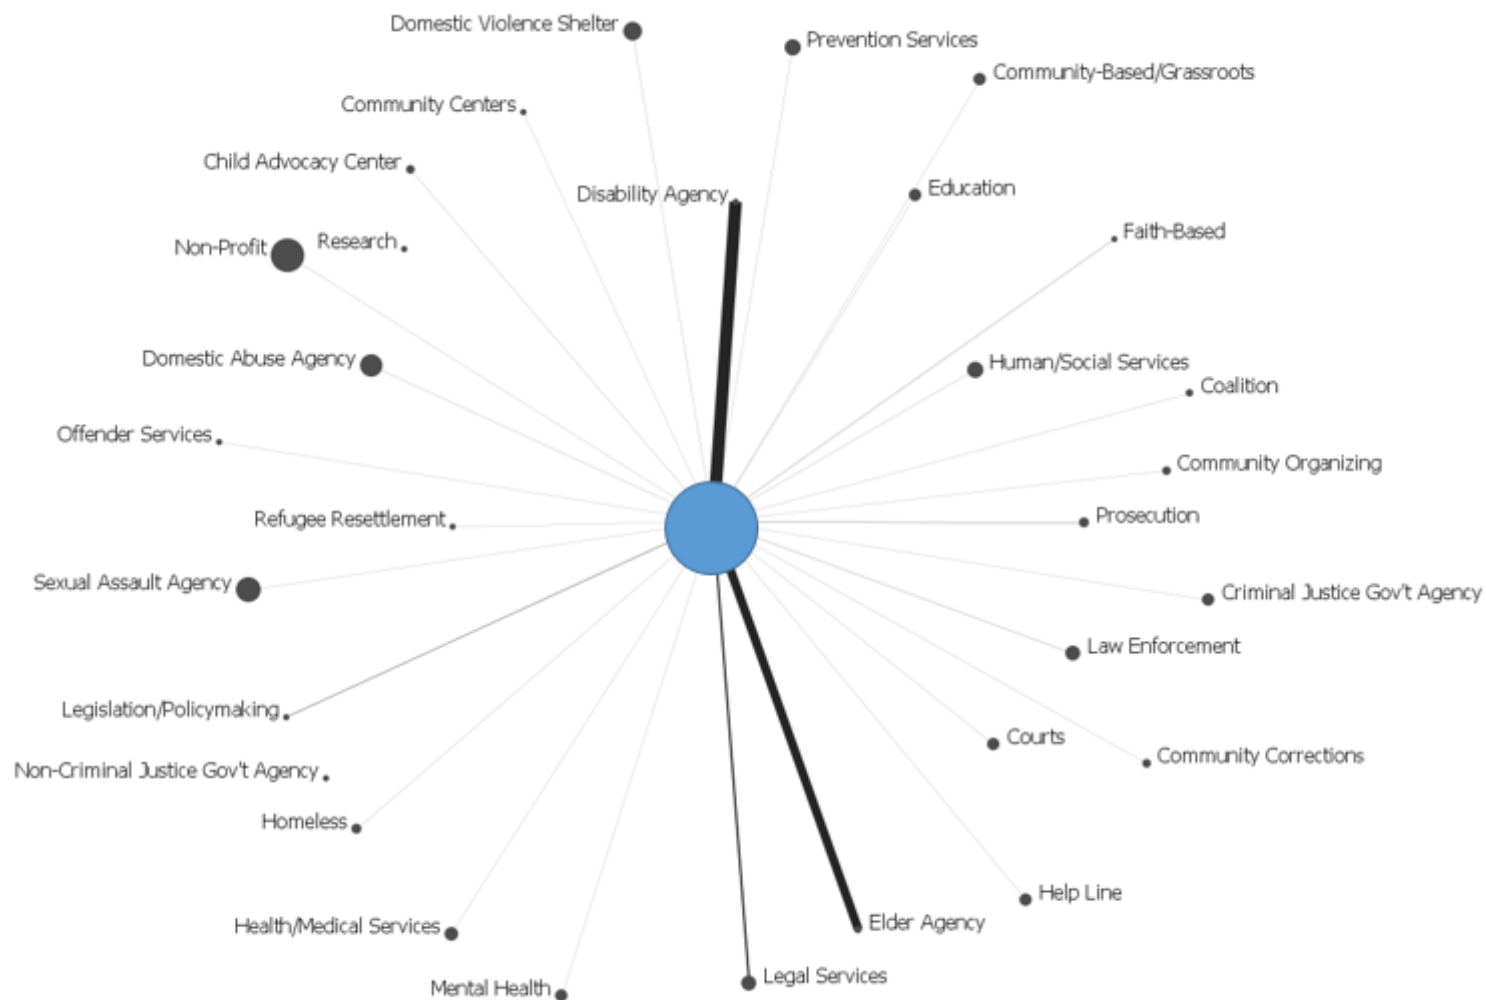 Domestic Violence Shelter
Prevention Services
Community-Based/Grassroots
Community Centers
Child Advocacy Center
Disability Agency
Education
Faith-Based
Non-Profit
Research
Domestic Abuse Agency
Human/Social Services
Coalition
Offender Services
Community Organizing
Refugee Resettlement
Prosecution
Sexual Assault Agency
Criminal Justice Gov't Agency
Law Enforcement
Legislation/Policymaking
Courts
Community Corrections
Non-Criminal Justice Gov't Agency
Homeless
Help Line
Health/Medical Services
Elder Agency
Legal Services
Mental Health